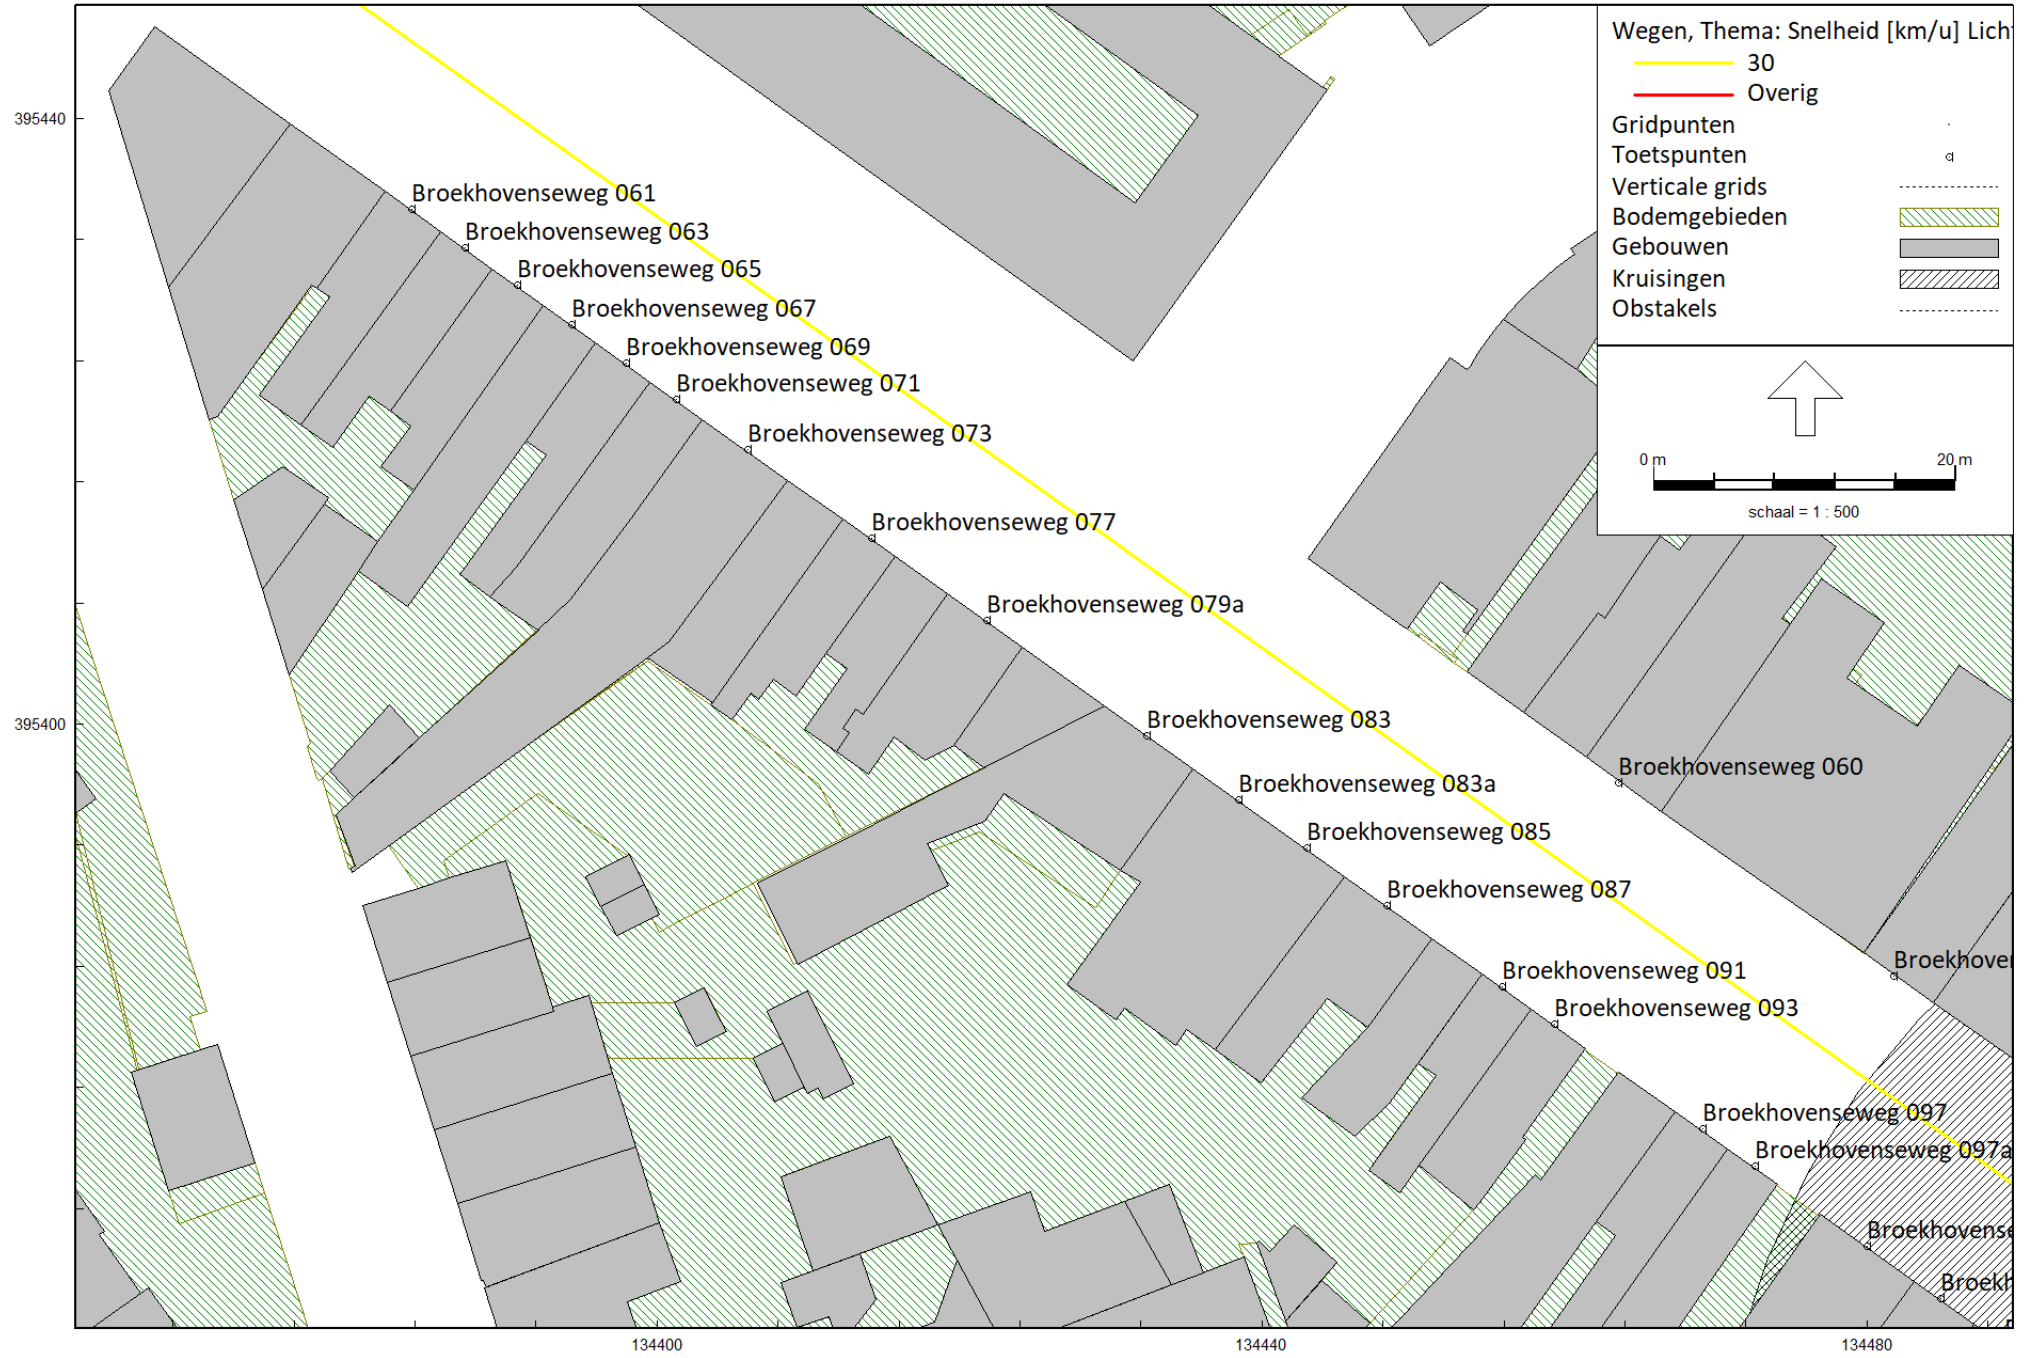 Wegen, Thema: Snelheid [km/u] Lich
30
Overig
Gridpunten
Toetspunten
Verticale grids
Bodemgebieden
Gebouwen
Kruisingen
Obstakels
0 m 20 m
schaal = 1 : 500
395440
Broekhovenseweg 061
Broekhovenseweg 063
Broekhovenseweg 065
Broekhovenseweg 067
Broekhovenseweg 069
Broekhovenseweg 071
Broekhovenseweg 073
Broekhovenseweg 077
Broekhovenseweg 079a
395400
Broekhovenseweg 083
Broekhovenseweg 060
Broekhovenseweg 083a
Broekhovenseweg 085
Broekhovenseweg 087
Broekhover
Broekhovenseweg 091
Broekhovenseweg 093
Broekhovenseweg 097
Broekhovenseweg 097a
Broekhovense
Broekh
134400 134440 134480